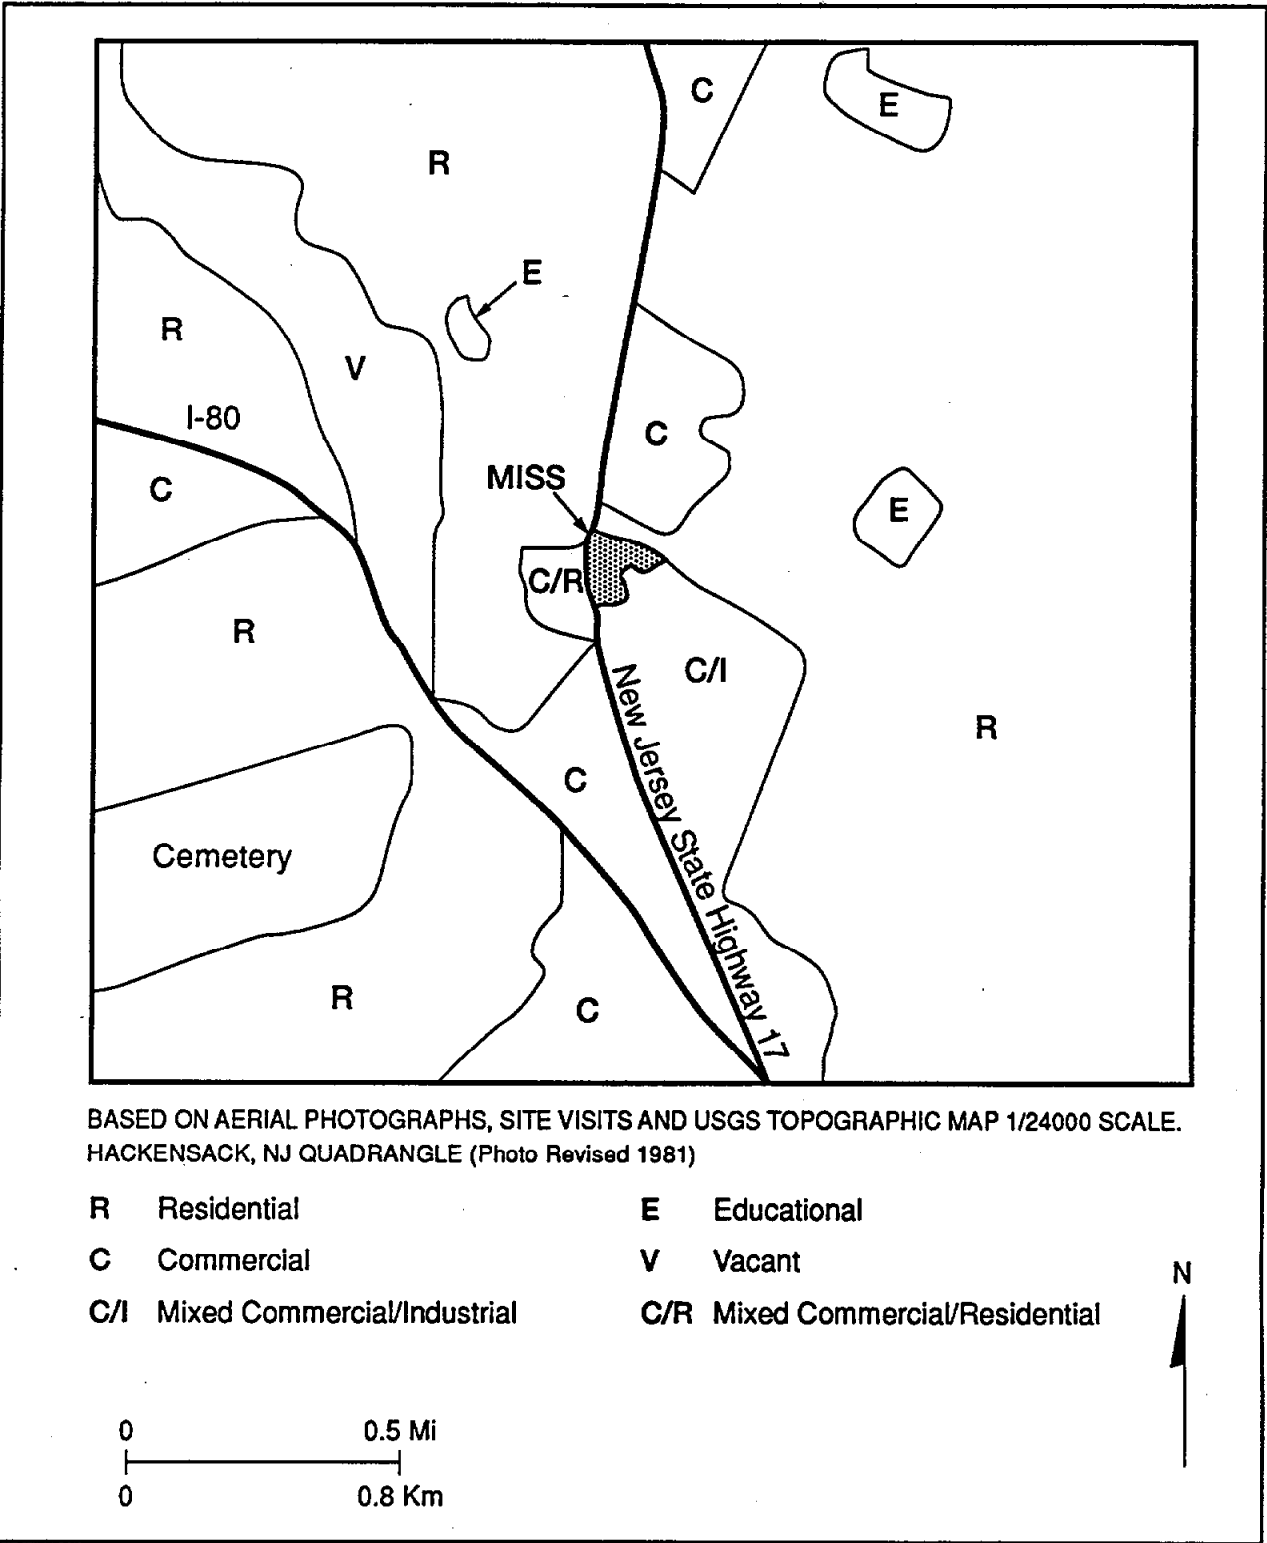 C
E
R
E
R
V
I-80
C
C
MISS
E
C/R
R
C/I
R
C
New Jersey State Highway 17
Cemetery
R
C
BASED ON AERIAL PHOTOGRAPHS, SITE VISITS AND USGS TOPOGRAPHIC MAP 1/24000 SCALE.
HACKENSACK, NJ QUADRANGLE (Photo Revised 1981)
R Residential
E Educational
C Commercial
V Vacant
N
C/I Mixed Commercial/Industrial
C/R Mixed Commercial/Residential
0 0.5 Mi
0 0.8 Km